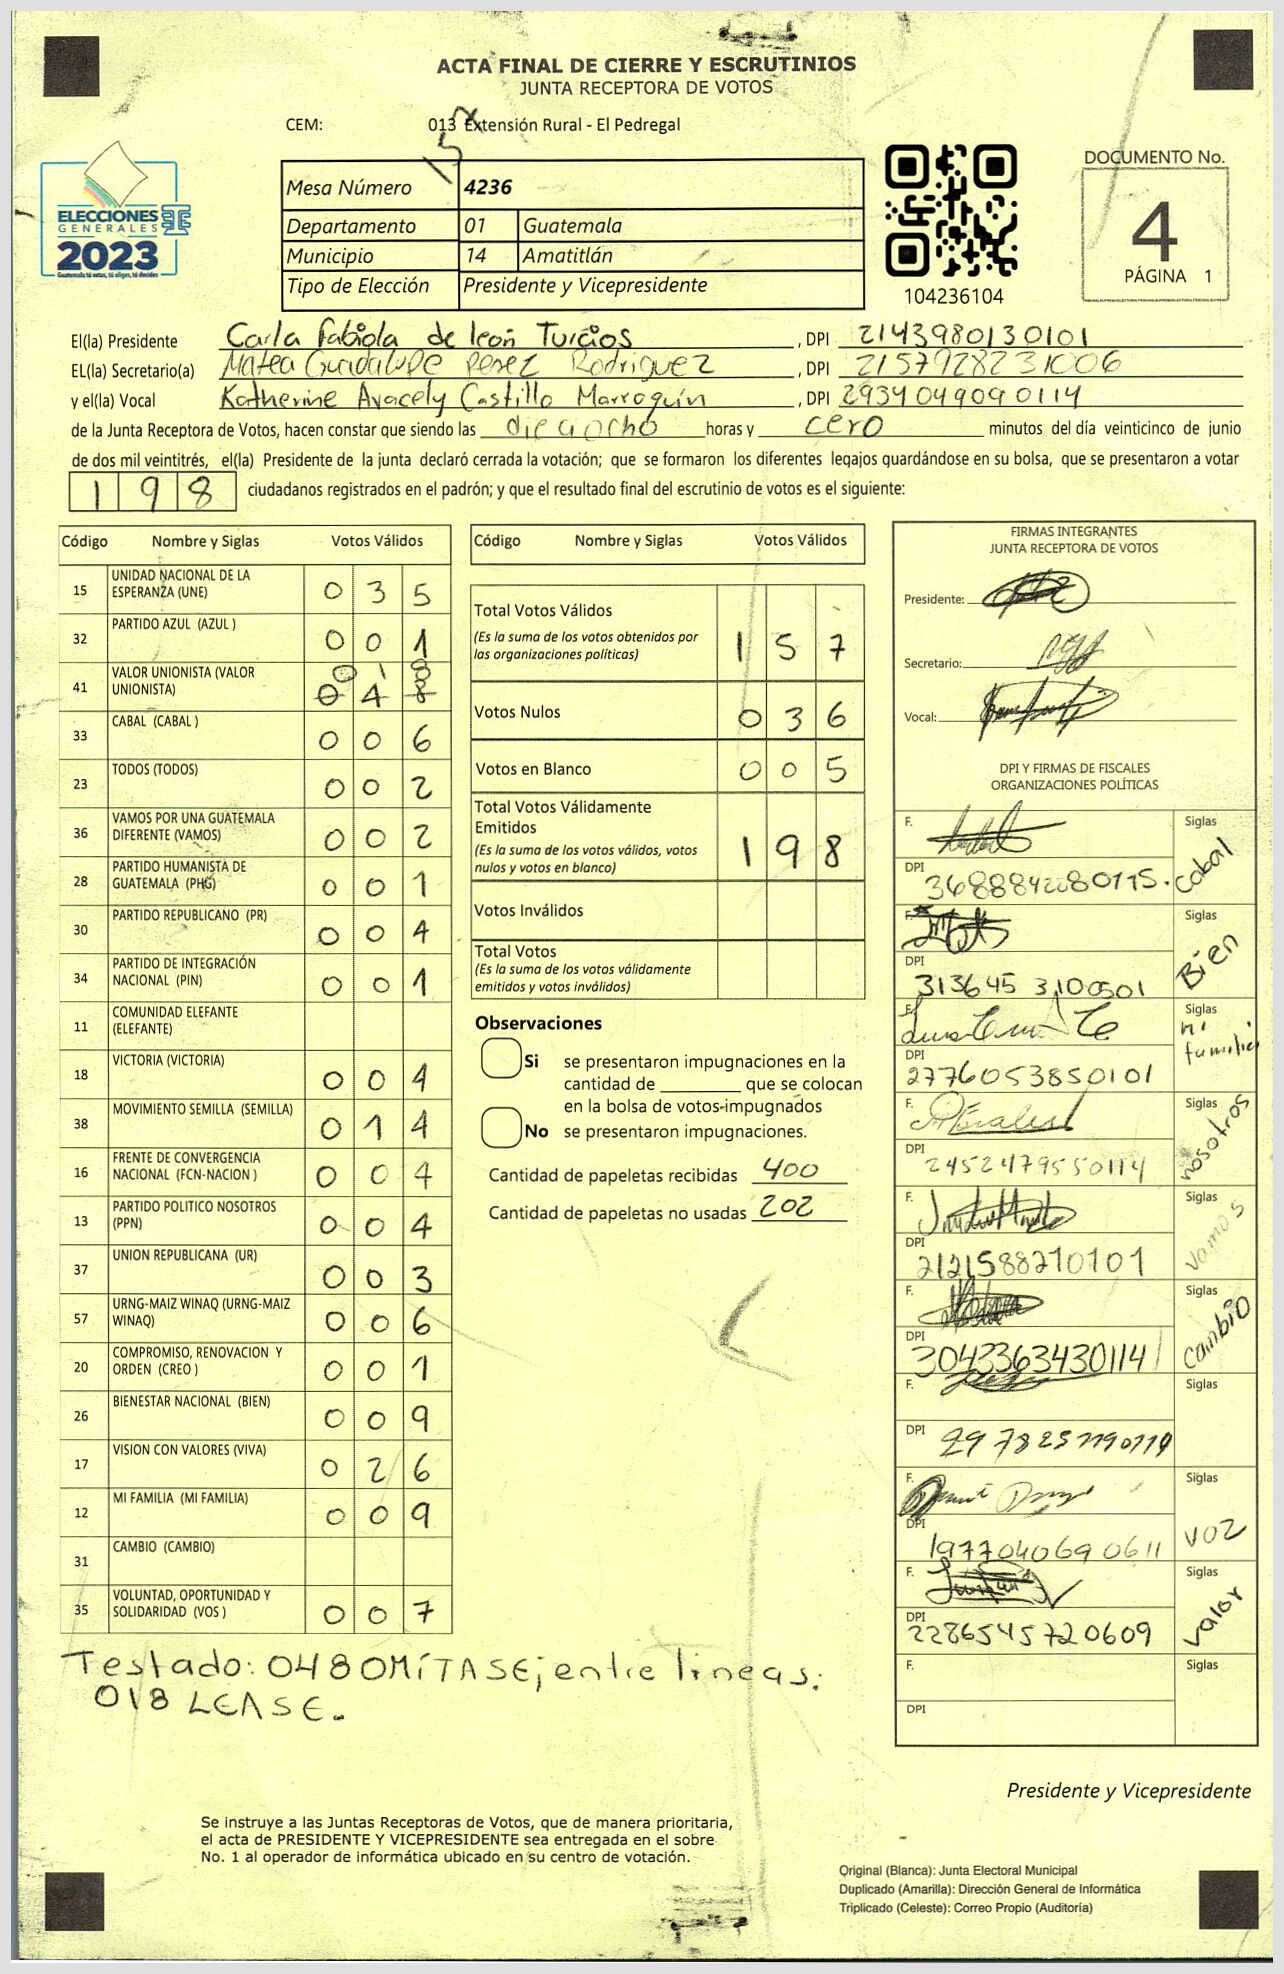 ACTA FINAL DE CIERRE Y ESCRUTINIOS
JUNTA RECEPTORA DE VOTOS
CEM: 013 Extensión Rural - El Pedregal
15
ELECCIONES
GENERALES
2023
Guatemala tú votas, tú eliges, tú decides
Mesa Número 4236
Departamento 01 Guatemala
Municipio 14 Amatitlán
Tipo de Elección Presidente y Vicepresidente
104236104
DOCUMENTO No.
4
PÁGINA 1
El(la) Presidente Carla Fabiola de león Turcios, DPI 2143980130101
EL(la) Secretario(a) Matea Guadalupe Perez Rodriguez, DPI 2157928231006
y el(la) Vocal Katherine Aracely Castillo Marroquín, DPI 2934049090114
de la Junta Receptora de Votos, hacen constar que siendo las dieciocho horas y cero minutos del día veinticinco de junio
de dos mil veintitrés, el(la) Presidente de la junta declaró cerrada la votación; que se formaron los diferentes legajos guardándose en su bolsa, que se presentaron a votar
198 ciudadanos registrados en el padrón; y que el resultado final del escrutinio de votos es el siguiente:
Código Nombre y Siglas Votos Válidos
15 UNIDAD NACIONAL DE LA ESPERANZA (UNE) 0 3 5
32 PARTIDO AZUL (AZUL ) 0 0 1
41 VALOR UNIONISTA (VALOR UNIONISTA) 0 1 8
0 4 8
33 CABAL (CABAL ) 0 0 6
23 TODOS (TODOS) 0 0 2
36 VAMOS POR UNA GUATEMALA DIFERENTE (VAMOS) 0 0 2
28 PARTIDO HUMANISTA DE GUATEMALA (PHG) 0 0 1
30 PARTIDO REPUBLICANO (PR) 0 0 4
34 PARTIDO DE INTEGRACIÓN NACIONAL (PIN) 0 0 1
11 COMUNIDAD ELEFANTE (ELEFANTE)
18 VICTORIA (VICTORIA) 0 0 4
38 MOVIMIENTO SEMILLA (SEMILLA) 0 1 4
16 FRENTE DE CONVERGENCIA NACIONAL (FCN-NACION ) 0 0 4
13 PARTIDO POLITICO NOSOTROS (PPN) 0 0 4
37 UNION REPUBLICANA (UR) 0 0 3
57 URNG-MAIZ WINAQ (URNG-MAIZ WINAQ) 0 0 6
20 COMPROMISO, RENOVACION Y ORDEN (CREO ) 0 0 1
26 BIENESTAR NACIONAL (BIEN) 0 0 9
17 VISION CON VALORES (VIVA) 0 2 6
12 MI FAMILIA (MI FAMILIA) 0 0 9
31 CAMBIO (CAMBIO)
35 VOLUNTAD, OPORTUNIDAD Y SOLIDARIDAD (VOS ) 0 0 7
Testado: 048 OMÍTASE; entre lineas:
018 LEASE.
Código Nombre y Siglas Votos Válidos
Total Votos Válidos 1 5 7
(Es la suma de los votos obtenidos por
las organizaciones políticas)
Votos Nulos 0 3 6
Votos en Blanco 0 0 5
Total Votos Válidamente
Emitidos 1 9 8
(Es la suma de los votos válidos, votos
nulos y votos en blanco)
Votos Inválidos
Total Votos
(Es la suma de los votos válidamente
emitidos y votos inválidos)
Observaciones
Si se presentaron impugnaciones en la
cantidad de ________ que se colocan
en la bolsa de votos-impugnados
No se presentaron impugnaciones.
Cantidad de papeletas recibidas 400
Cantidad de papeletas no usadas 202
FIRMAS INTEGRANTES
JUNTA RECEPTORA DE VOTOS
Presidente:
Secretario:
Vocal:
DPI Y FIRMAS DE FISCALES
ORGANIZACIONES POLÍTICAS
F. Siglas cabal
DPI
F. Siglas Bien
DPI 313645 3100501
F. Siglas mi familia
DPI 2776053850101
F. Siglas nosotros
DPI 2452479550114
F. Siglas vamos
DPI 2121588270101
F. Siglas cambio
DPI 3043363430114
F. Siglas
DPI
F. Siglas VOZ
DPI 1977040690611
F. Siglas Valor
DPI 2286545720609
F. Siglas
DPI
Presidente y Vicepresidente
Se instruye a las Juntas Receptoras de Votos, que de manera prioritaria,
el acta de PRESIDENTE Y VICEPRESIDENTE sea entregada en el sobre
No. 1 al operador de informática ubicado en su centro de votación.
Original (Blanca): Junta Electoral Municipal
Duplicado (Amarilla): Dirección General de Informática
Triplicado (Celeste): Correo Propio (Auditoría)